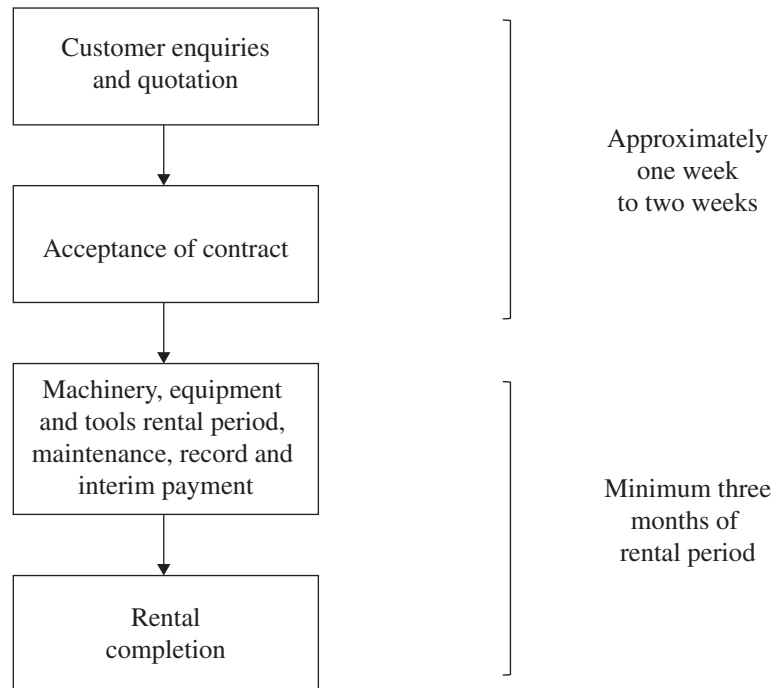 Customer enquiries
and quotation
Approximately
one week
to two weeks
Acceptance of contract
Machinery, equipment
and tools rental period,
maintenance, record and
interim payment
Minimum three
months of
rental period
Rental
completion